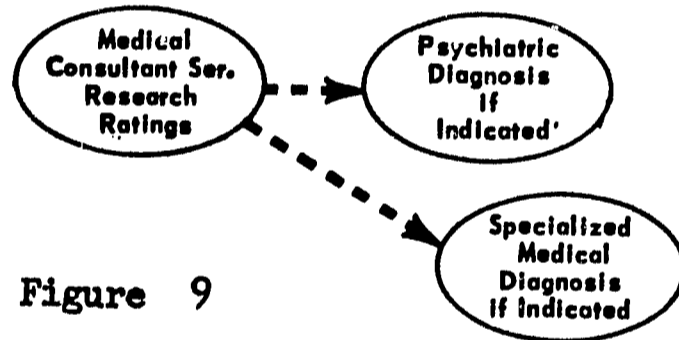 Medical
Consultant Ser.
Research
Ratings
Psychiatric
Diagnosis
if
Indicated'
Specialized
Medical
Diagnosis
if Indicated
Figure 9